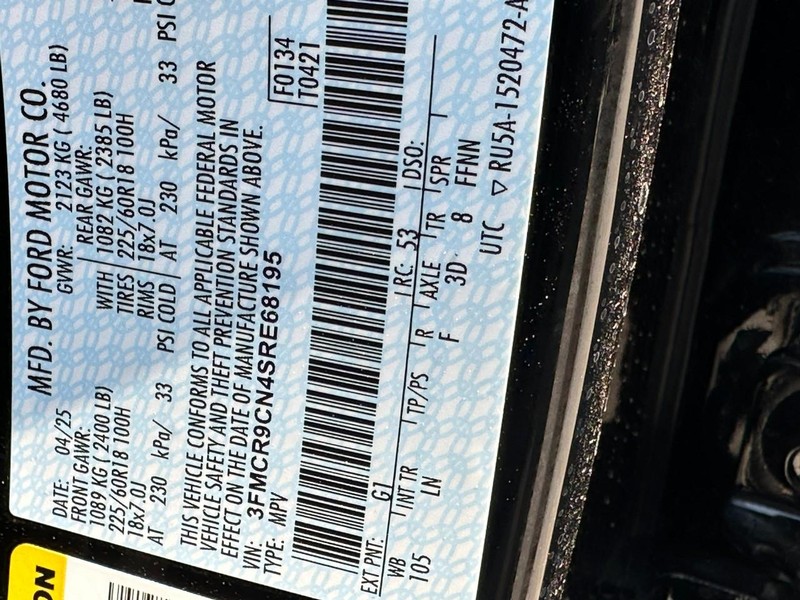 MFD. BY FORD MOTOR CO.
DATE: 04/25 GVWR: 2123 KG ( 4680 LB)
FRONT GAWR: REAR GAWR:
1089 KG ( 2400 LB) WITH 1082 KG ( 2385 LB)
225/60R18 100H TIRES 225/60R18 100H
18x7.0J RIMS 18x7.0J
AT 230 kPa/ 33 PSI COLD AT 230 kPa/ 33 PSI
THIS VEHICLE CONFORMS TO ALL APPLICABLE FEDERAL MOTOR
VEHICLE SAFETY AND THEFT PREVENTION STANDARDS IN
EFFECT ON THE DATE OF MANUFACTURE SHOWN ABOVE.
VIN: 3FMCR9CN4SRE68195 F0134
TYPE: MPV T0421
EXT PNT: G1 RC: 53 DSO:
WB INT TR TP/PS R AXLE TR SPR
105 LN F 3D 8 FFNN
UTC ▽ RU5A-1520472-A
ON